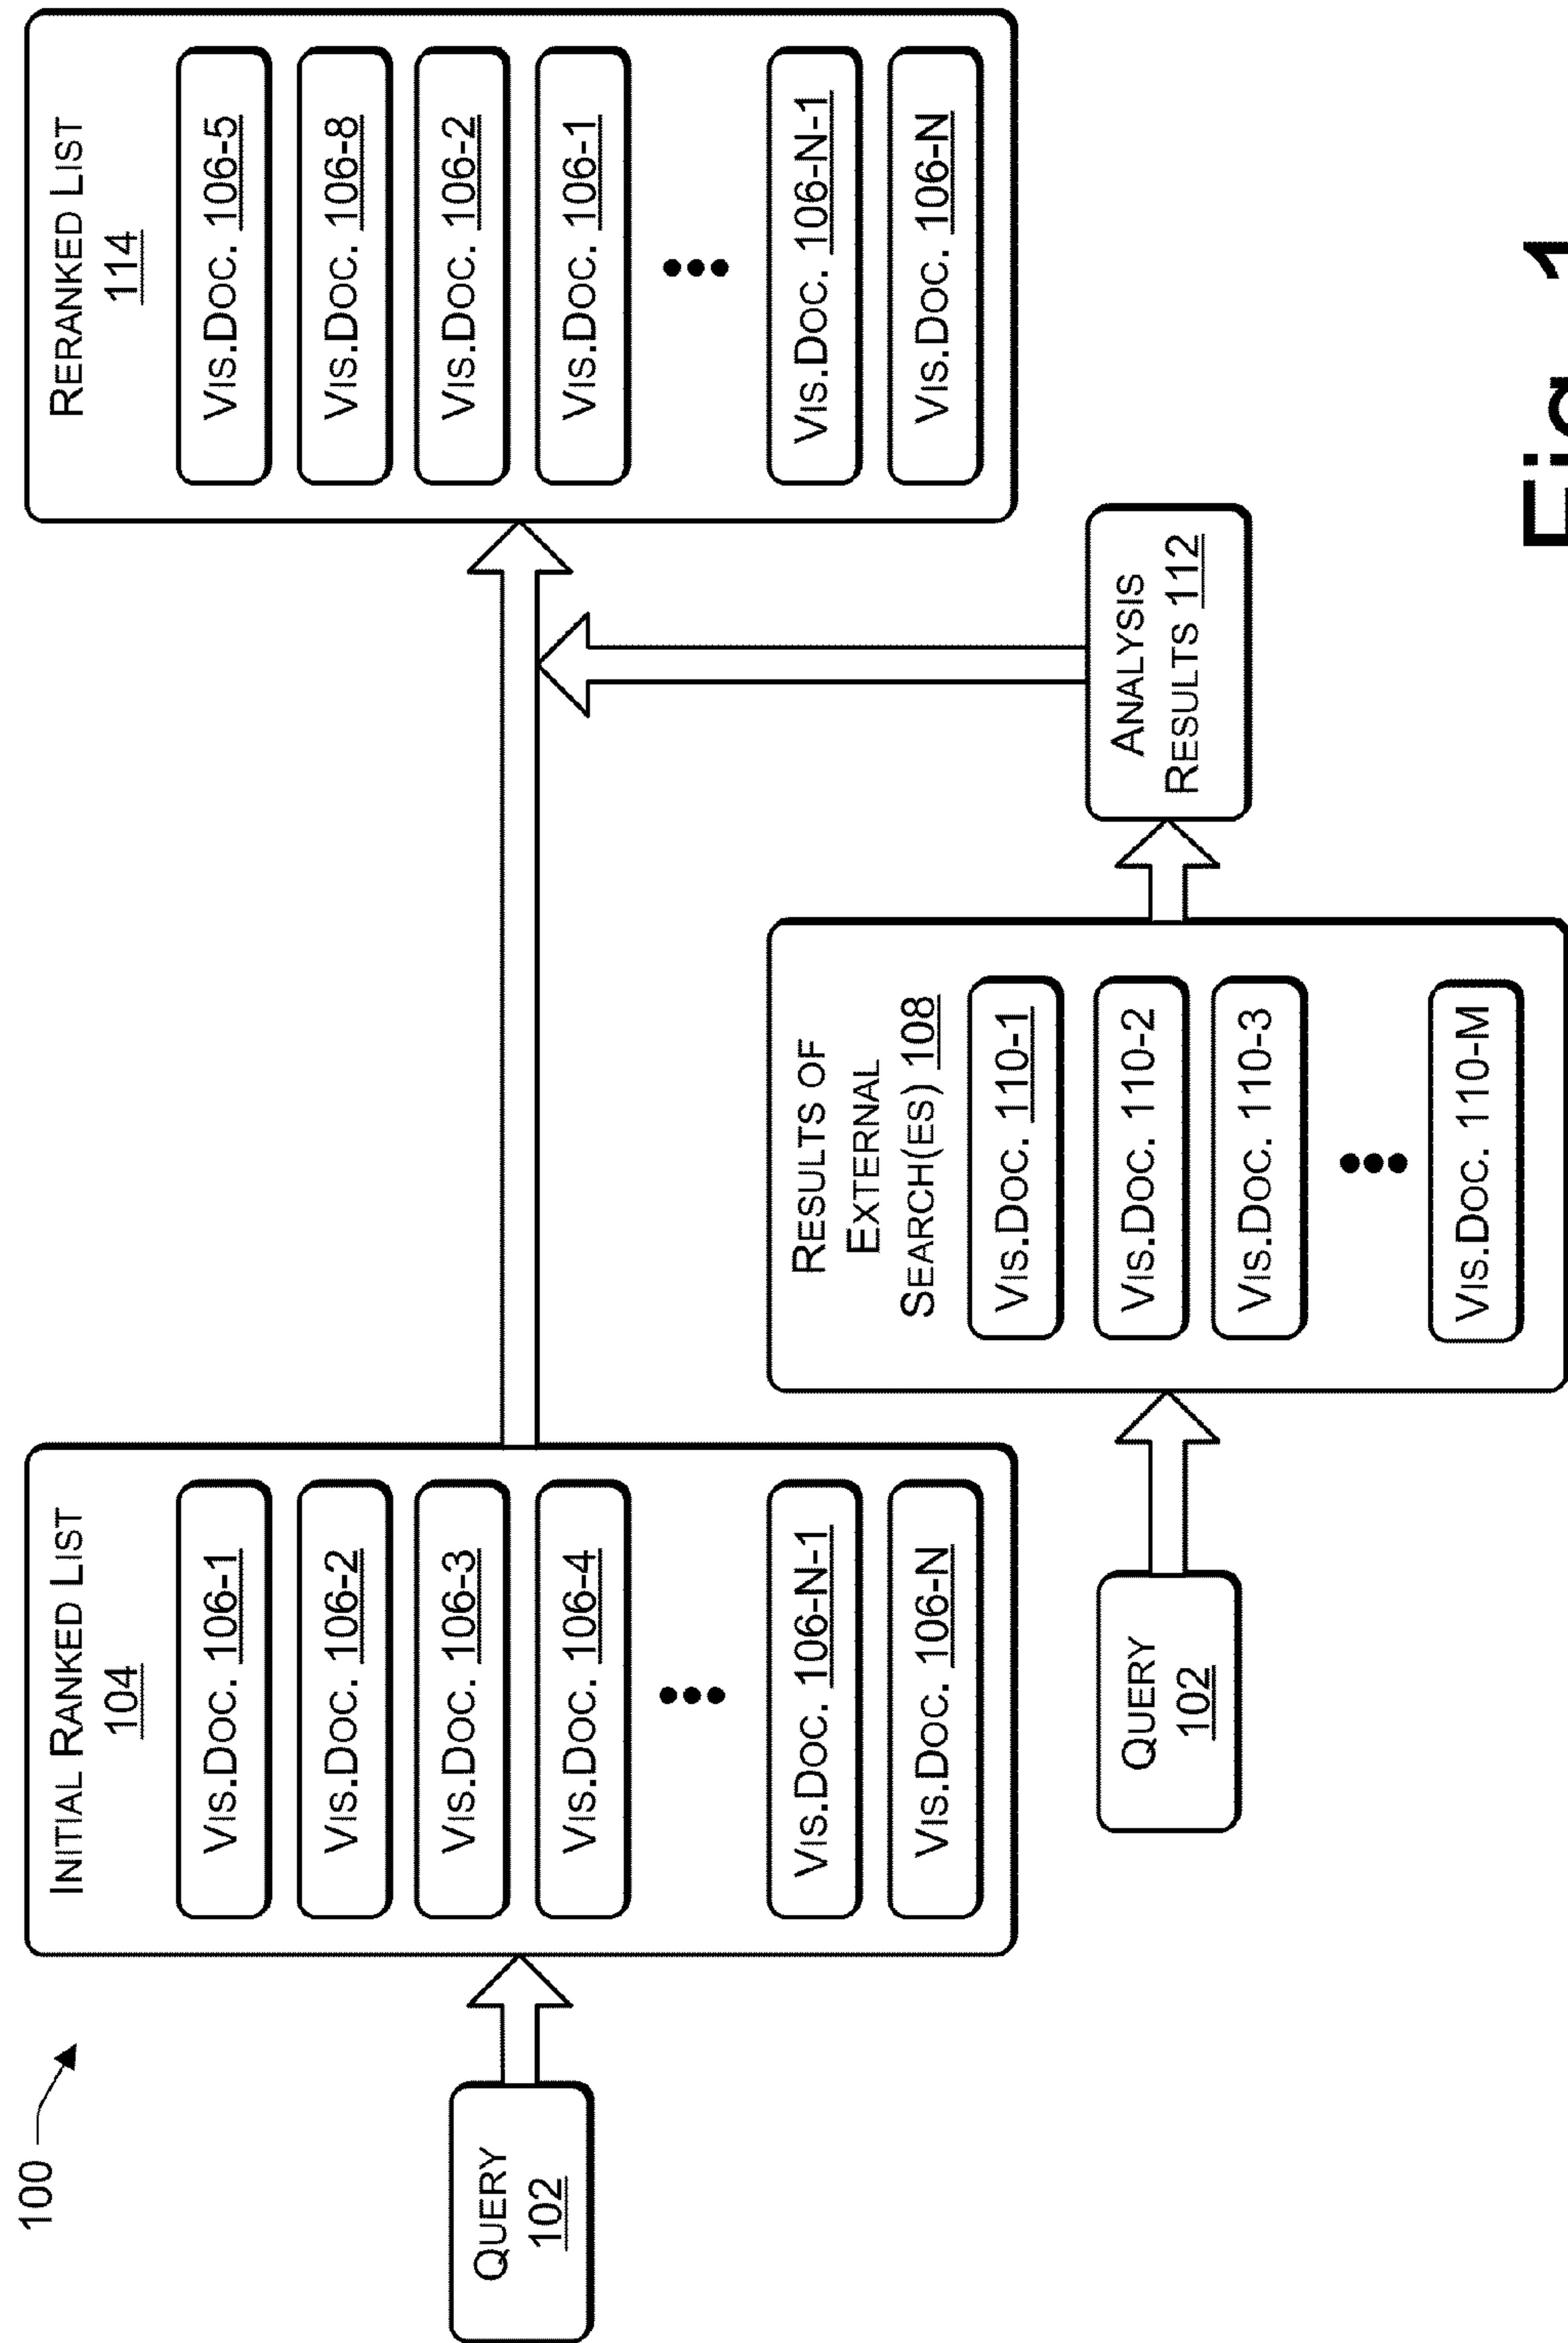 100
QUERY
102
INITIAL RANKED LIST
104
VIS.DOC. 106-1
VIS.DOC. 106-2
VIS.DOC. 106-3
VIS.DOC. 106-4
VIS.DOC. 106-N-1
VIS.DOC. 106-N
QUERY
102
RESULTS OF
EXTERNAL
SEARCH(ES) 108
VIS.DOC. 110-1
VIS.DOC. 110-2
VIS.DOC. 110-3
VIS.DOC. 110-M
ANALYSIS
RESULTS 112
RERANKED LIST
114
VIS.DOC. 106-5
VIS.DOC. 106-8
VIS.DOC. 106-2
VIS.DOC. 106-1
VIS.DOC. 106-N-1
VIS.DOC. 106-N
Fig. 1